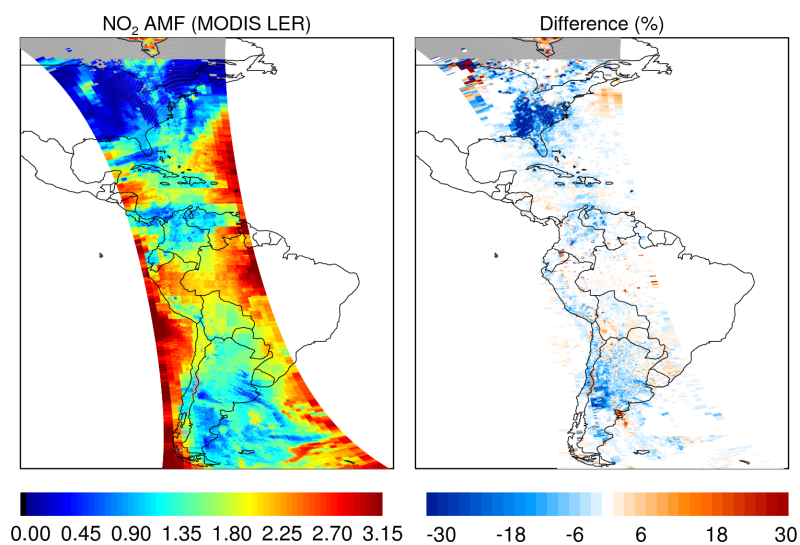 NO₂ AMF (MODIS LER)
Difference (%)
0.00 0.45 0.90 1.35 1.80 2.25 2.70 3.15
-30 -18 -6 6 18 30